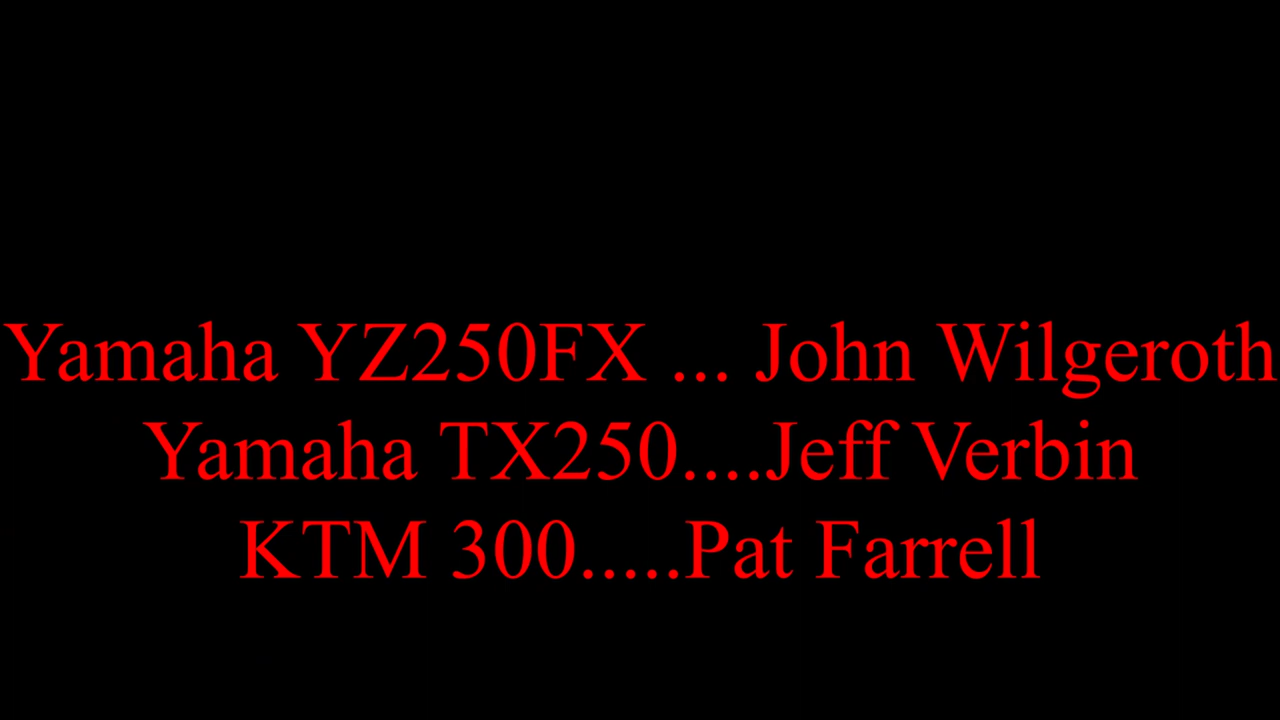 Yamaha YZ250FX ... John Wilgeroth
Yamaha TX250....Jeff Verbin
KTM 300.....Pat Farrell